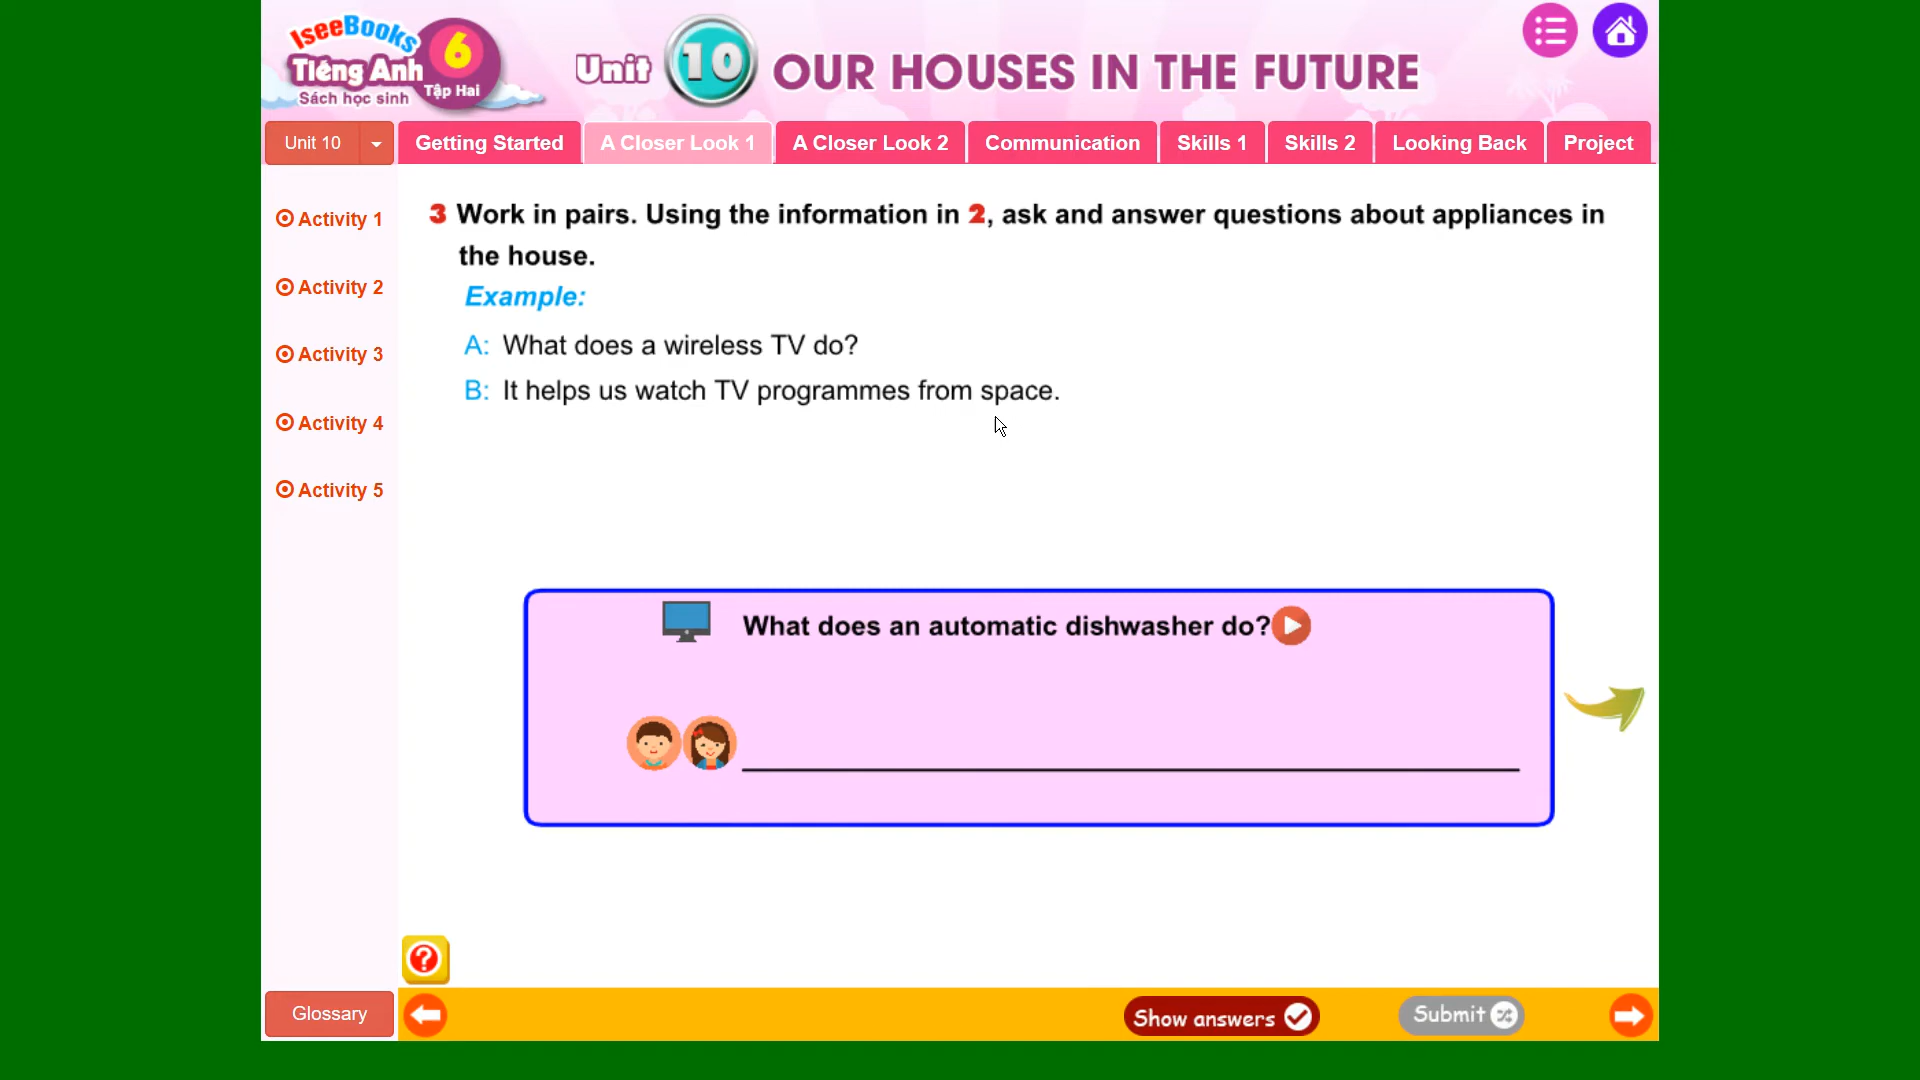 IseeBooks
Tiếng Anh 6
Sách học sinh Tập Hai
Unit 10 OUR HOUSES IN THE FUTURE
Unit 10
Getting Started
A Closer Look 1
A Closer Look 2
Communication
Skills 1
Skills 2
Looking Back
Project
Activity 1
Activity 2
Activity 3
Activity 4
Activity 5
3 Work in pairs. Using the information in 2, ask and answer questions about appliances in
the house.
Example:
A: What does a wireless TV do?
B: It helps us watch TV programmes from space.
What does an automatic dishwasher do?
?
Glossary
Show answers
Submit